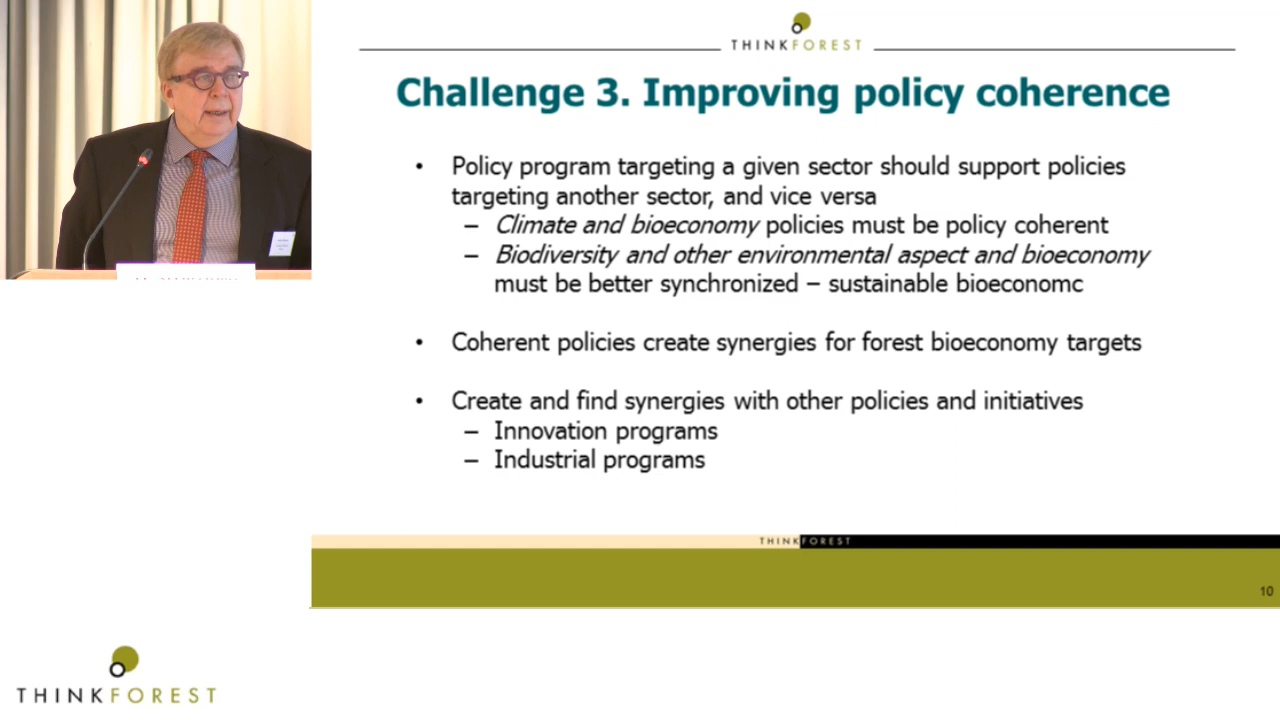 THINKFOREST
Challenge 3. Improving policy coherence
• Policy program targeting a given sector should support policies
targeting another sector, and vice versa
– Climate and bioeconomy policies must be policy coherent
– Biodiversity and other environmental aspect and bioeconomy
must be better synchronized – sustainable bioeconomc
• Coherent policies create synergies for forest bioeconomy targets
• Create and find synergies with other policies and initiatives
– Innovation programs
– Industrial programs
THINKFOREST
10
THINKFOREST